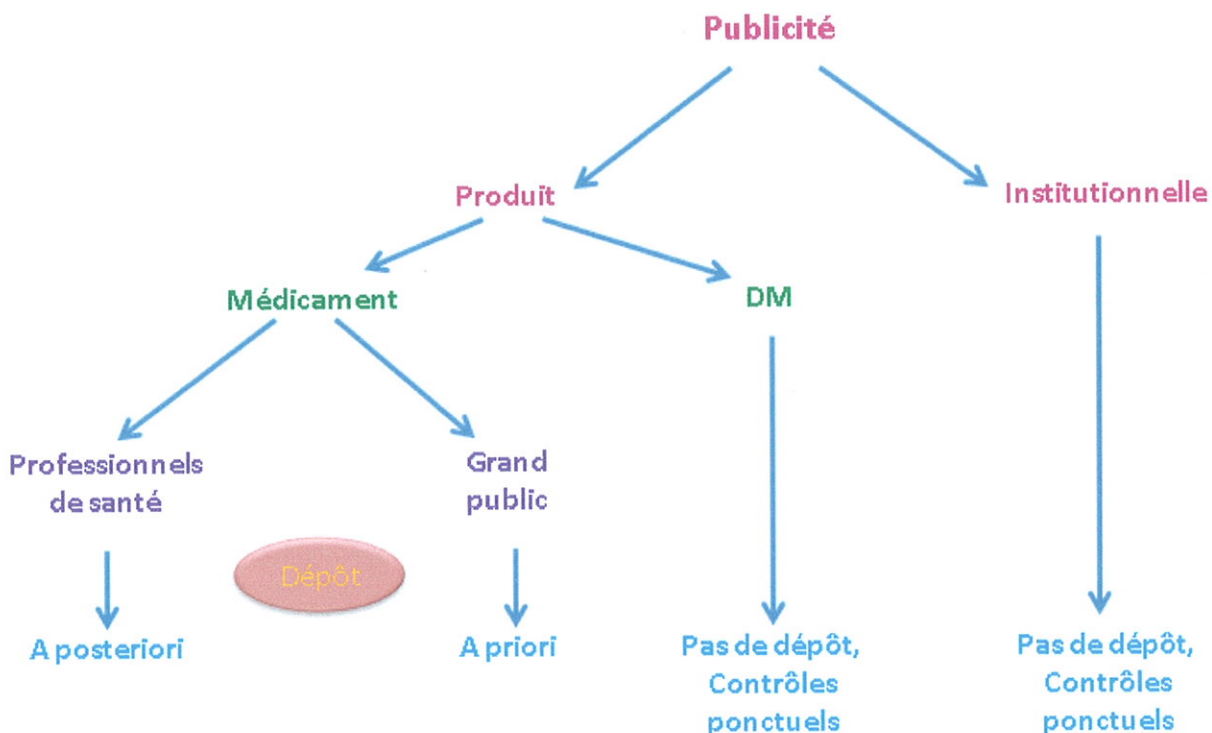 Publicité
Produit
Institutionnelle
Médicament
DM
Professionnels
de santé
Grand
public
Dépôt
A posteriori
A priori
Pas de dépôt,
Contrôles
ponctuels
Pas de dépôt,
Contrôles
ponctuels